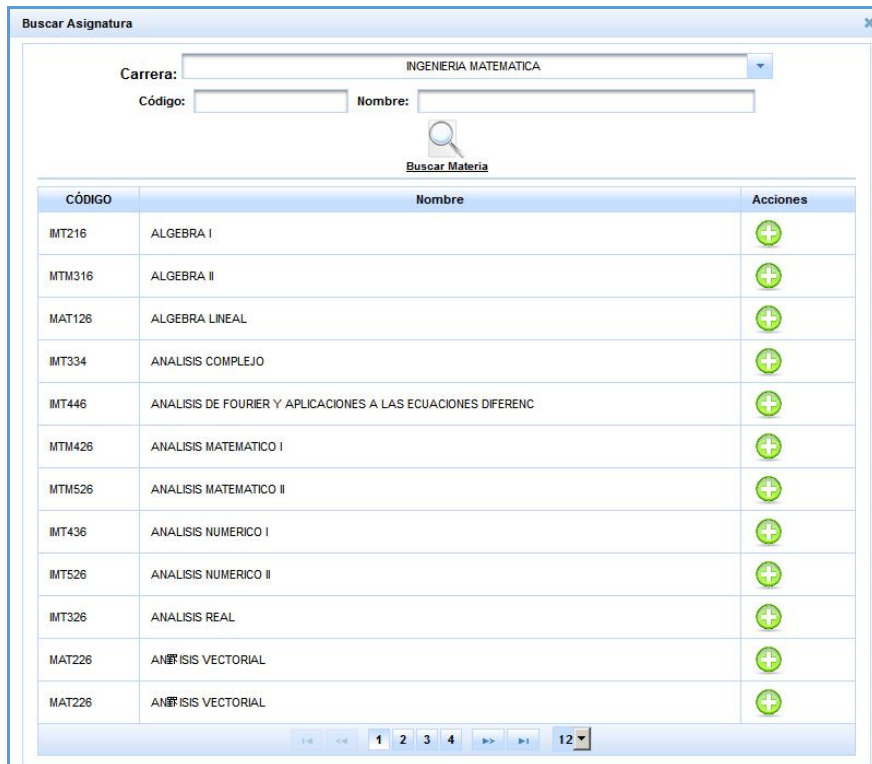 Buscar Asignatura
Carrera: INGENIERIA MATEMATICA
Código: Nombre:
Buscar Materia
CÓDIGO Nombre Acciones
IMT216 ALGEBRA I
MTM316 ALGEBRA II
MAT126 ALGEBRA LINEAL
IMT334 ANALISIS COMPLEJO
IMT446 ANALISIS DE FOURIER Y APLICACIONES A LAS ECUACIONES DIFERENC
MTM426 ANALISIS MATEMATICO I
MTM526 ANALISIS MATEMATICO II
IMT436 ANALISIS NUMERICO I
IMT526 ANALISIS NUMERICO II
IMT326 ANALISIS REAL
MAT226 VECTORIAL
MAT226 VECTORIAL
1 2 3 4 12